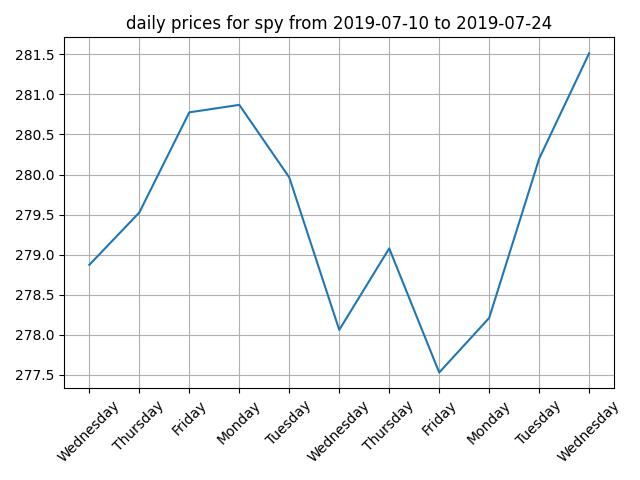 daily prices for spy from 2019-07-10 to 2019-07-24
281.5
281.0
280.5
280.0
279.5
279.0
278.5
278.0
277.5
Wednesday
Thursday
Friday
Monday
Tuesday
Wednesday
Thursday
Friday
Monday
Tuesday
Wednesday